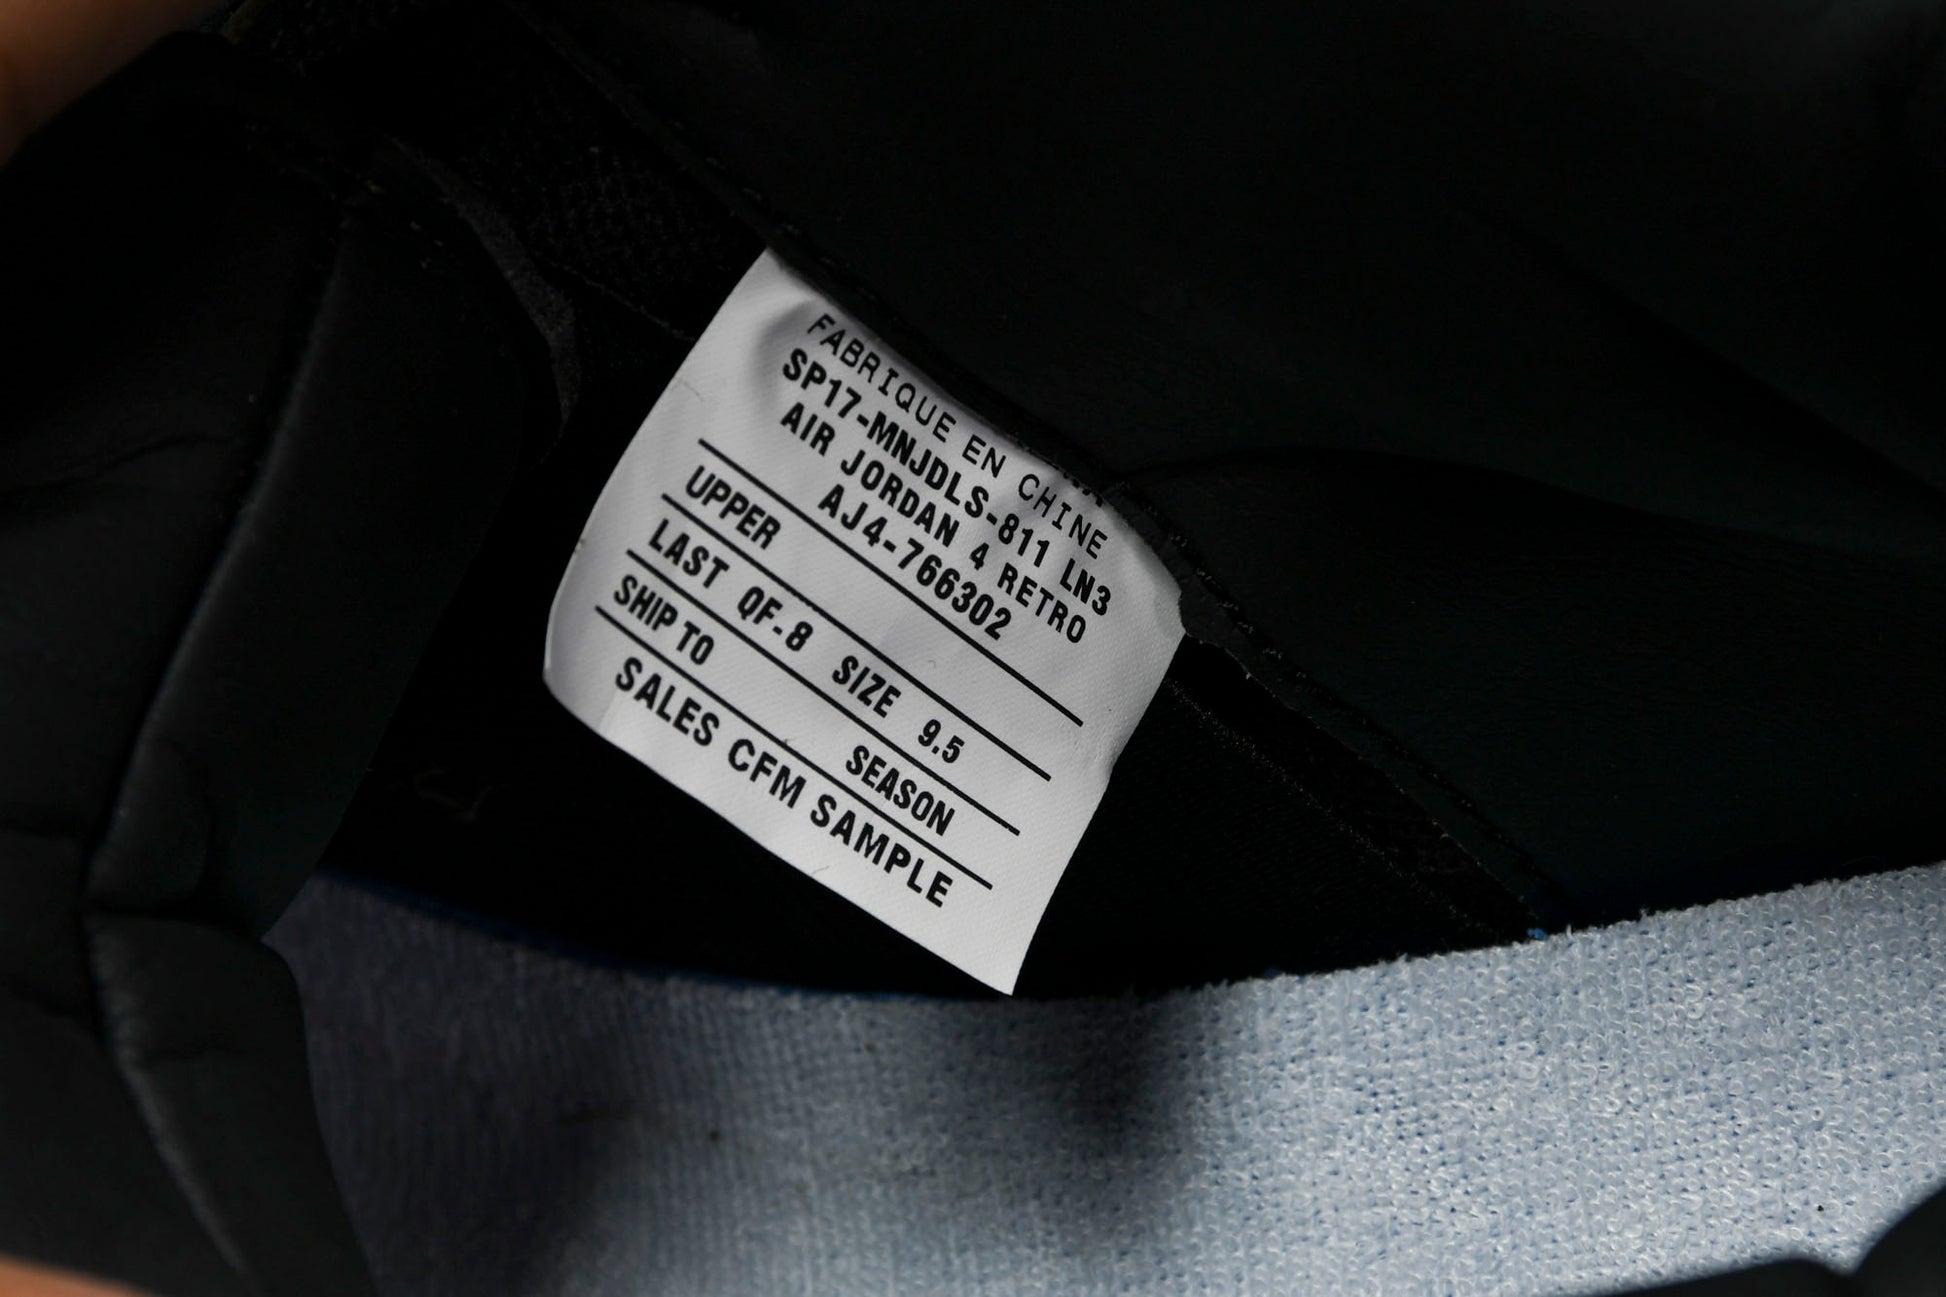 FABRIQUE EN CHINE
SP17-MNJDLS-811 LN3
AIR JORDAN 4 RETRO
AJ4-766302
UPPER
LAST QF-8 SIZE 9.5
SHIP TO SEASON
SALES CFM SAMPLE